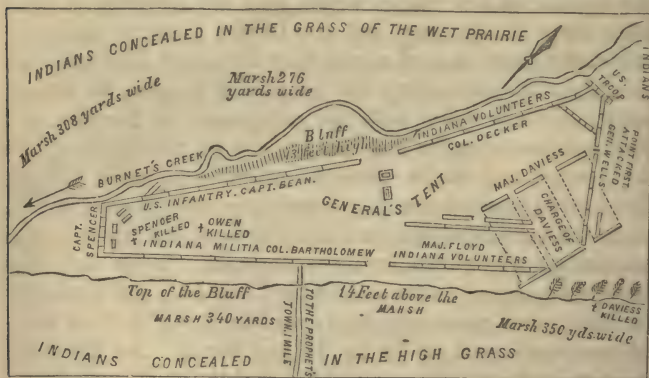 INDIANS CONCEALED IN THE GRASS OF THE WET PRAIRIE
Marsh 276
yards wide
Marsh 308 yards wide
BURNET'S CREEK
Bluff
feet high
INDIANA VOLUNTEERS
COL. DECKER
U.S.
TROOP
INDIANS
POINT FIRST
ATTACKED
GEN. WELLS
U.S. INFANTRY. CAPT. BEAN.
GENERAL'S TENT
MAJ. DAVIESS
CHARGE OF
DAVIESS
CAPT.
SPENCER
SPENCER
KILLED
OWEN
KILLED
INDIANA MILITIA COL. BARTHOLOMEW
MAJ. FLOYD
INDIANA VOLUNTEERS
Top of the Bluff
14 Feet above the
MARSH
MARSH 340 YARDS
TO THE PROPHET'S
TOWN. 1 MILE
DAVIESS
KILLED
Marsh 350 yds. wide
INDIANS CONCEALED
IN THE HIGH GRASS